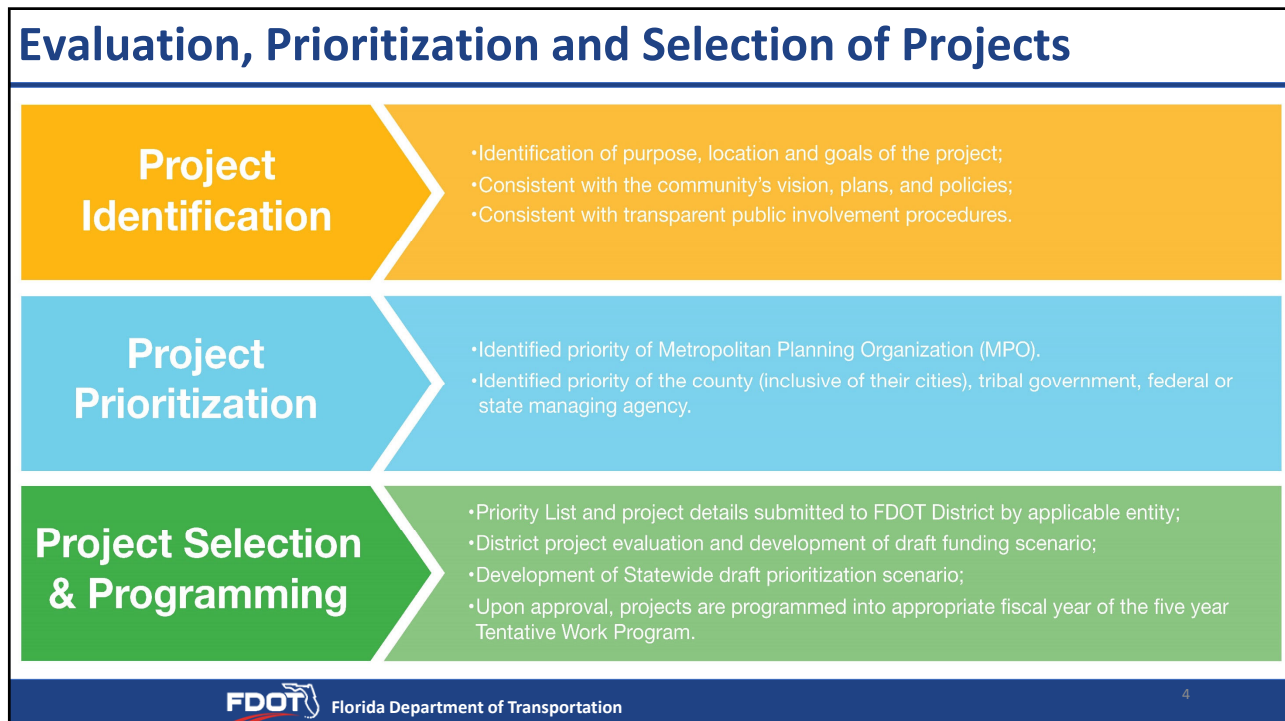 Evaluation, Prioritization and Selection of Projects
Project
Identification
•Identification of purpose, location and goals of the project;
•Consistent with the community's vision, plans, and policies;
•Consistent with transparent public involvement procedures.
Project
Prioritization
•Identified priority of Metropolitan Planning Organization (MPO).
•Identified priority of the county (inclusive of their cities), tribal government, federal or
state managing agency.
Project Selection
& Programming
•Priority List and project details submitted to FDOT District by applicable entity;
•District project evaluation and development of draft funding scenario;
•Development of Statewide draft prioritization scenario;
•Upon approval, projects are programmed into appropriate fiscal year of the five year
Tentative Work Program.
FDOT Florida Department of Transportation
4